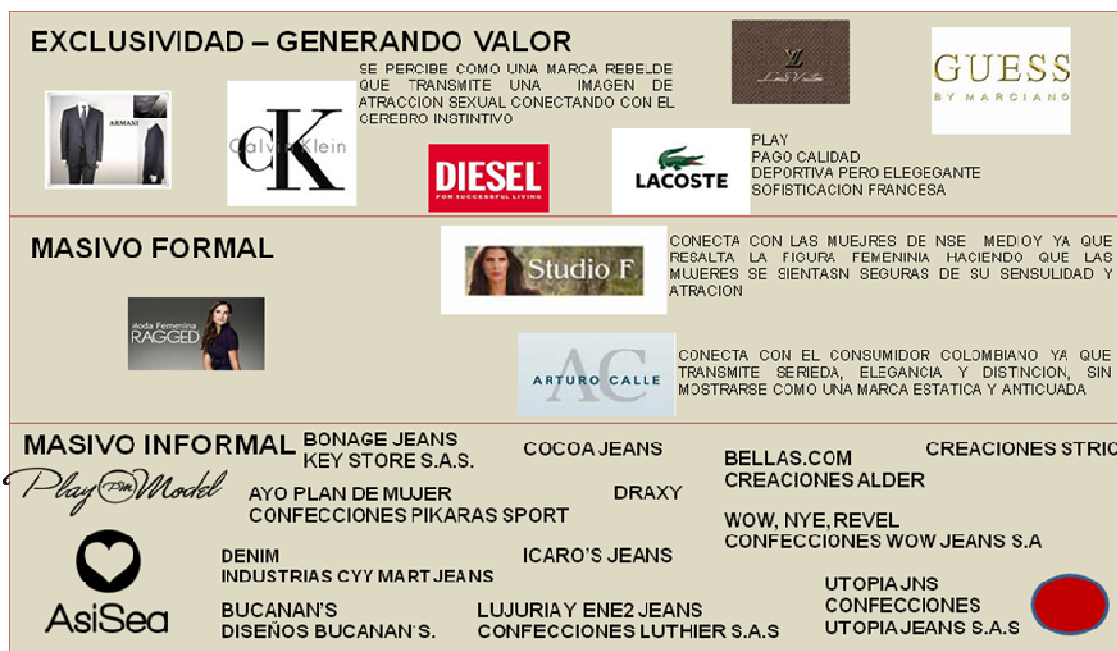 EXCLUSIVIDAD – GENERANDO VALOR
SE PERCIBE COMO UNA MARCA REBELDE
QUE TRANSMITE UNA IMAGEN DE
ATRACCION SEXUAL CONECTANDO CON EL
CEREBRO INSTINTIVO
ARMANI
CK
Calvin Klein
DIESEL
FOR SUCCESSFUL LIVING
LV
Louis Vuitton
GUESS
BY MARCIANO
LACOSTE
PLAY
PAGO CALIDAD
DEPORTIVA PERO ELEGEGANTE
SOFISTICACION FRANCESA
MASIVO FORMAL
Moda Femenina
RAGGED
Studio F
CONECTA CON LAS MUEJRES DE NSE MEDIOY YA QUE
RESALTA LA FIGURA FEMENINIA HACIENDO QUE LAS
MUJERES SE SIENTASN SEGURAS DE SU SENSULIDAD Y
ATRACION
AC
ARTURO CALLE
CONECTA CON EL CONSUMIDOR COLOMBIANO YA QUE
TRANSMITE SERIEDA, ELEGANCIA Y DISTINCION, SIN
MOSTRARSE COMO UNA MARCA ESTATICA Y ANTICUADA
MASIVO INFORMAL
BONAGE JEANS
KEY STORE S.A.S.
COCOA JEANS
BELLAS.COM
CREACIONES ALDER
CREACIONES STRIC
Play Model
AYO PLAN DE MUJER
CONFECCIONES PIKARAS SPORT
DRAXY
WOW, NYE, REVEL
CONFECCIONES WOW JEANS S.A
AsiSea
DENIM
INDUSTRIAS CYY MART JEANS
ICARO'S JEANS
BUCANAN'S
DISEÑOS BUCANAN'S.
LUJURIA Y ENE2 JEANS
CONFECCIONES LUTHIER S.A.S
UTOPIA JNS
CONFECCIONES
UTOPIA JEANS S.A.S